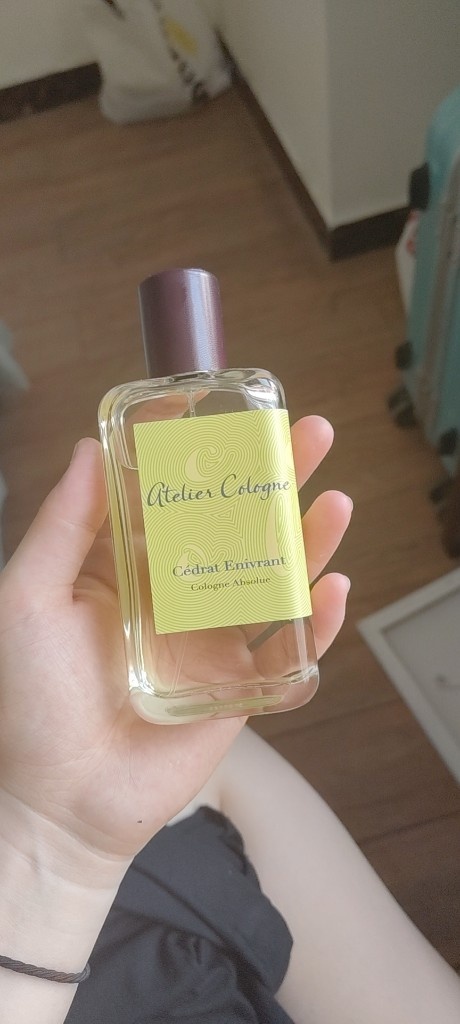 Atelier Cologne
Cédrat Enivrant
Cologne Absolue